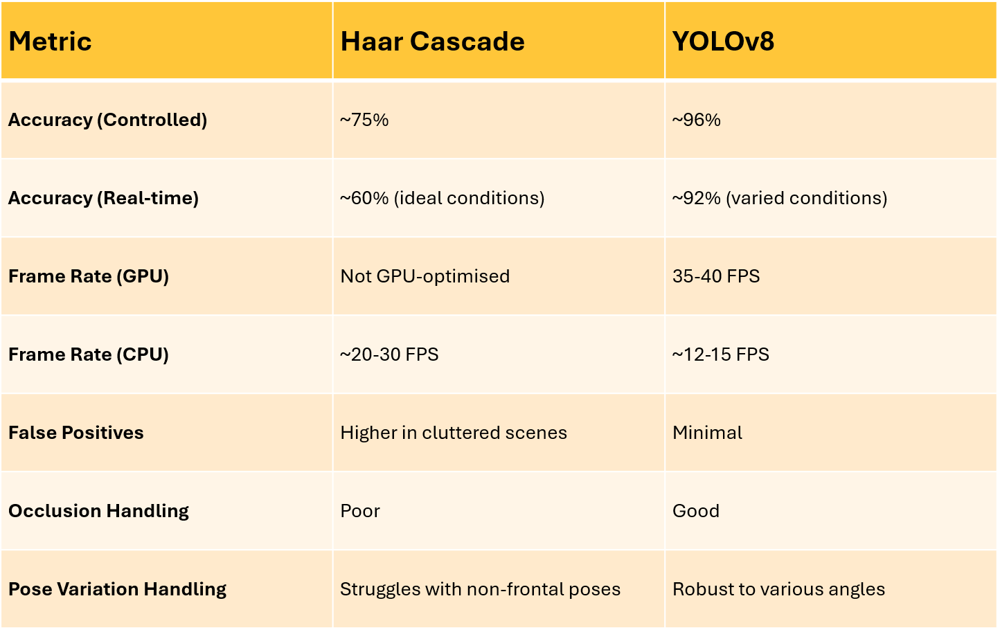 Metric Haar Cascade YOLOv8
Accuracy (Controlled) ~75% ~96%
Accuracy (Real-time) ~60% (ideal conditions) ~92% (varied conditions)
Frame Rate (GPU) Not GPU-optimised 35-40 FPS
Frame Rate (CPU) ~20-30 FPS ~12-15 FPS
False Positives Higher in cluttered scenes Minimal
Occlusion Handling Poor Good
Pose Variation Handling Struggles with non-frontal poses Robust to various angles